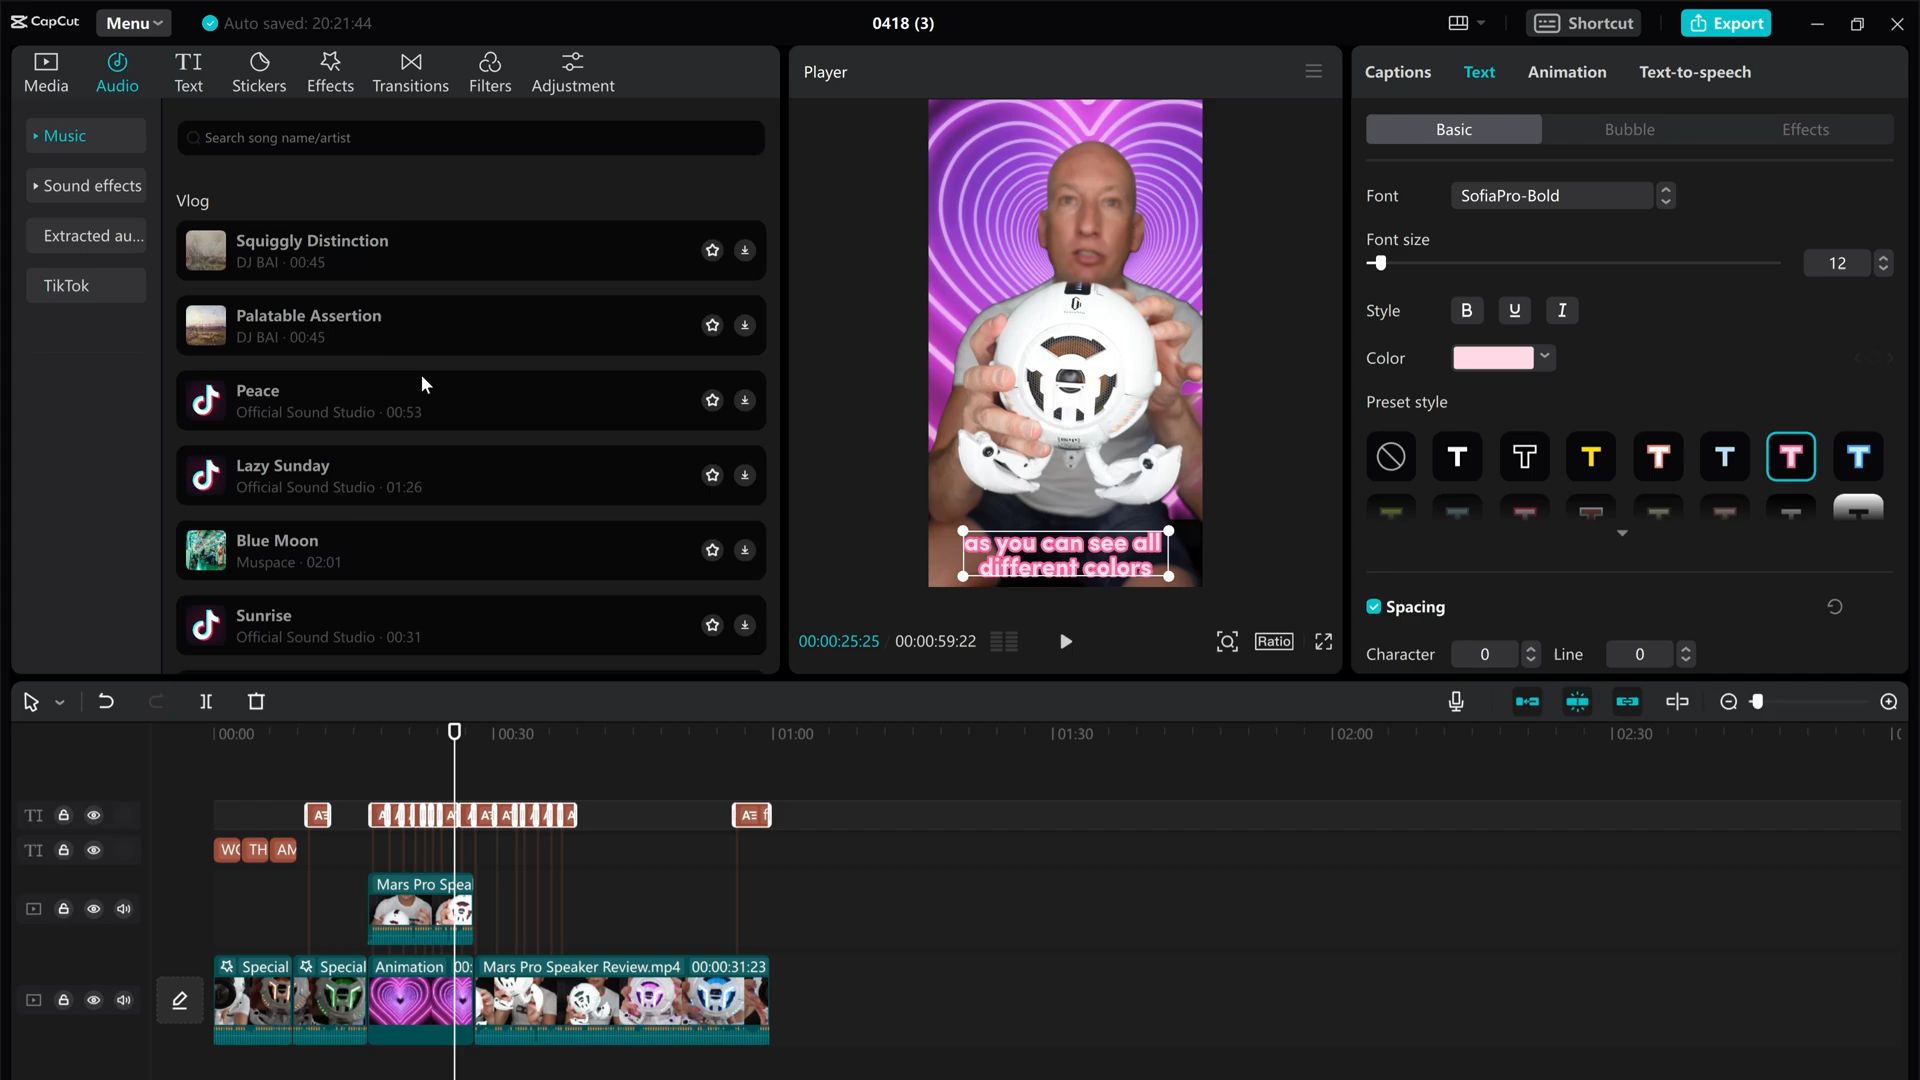 CapCut
Menu
Auto saved: 20:21:44
0418 (3)
Shortcut
Export
Media
Audio
Text
Stickers
Effects
Transitions
Filters
Adjustment
Music
Sound effects
Extracted au...
TikTok
Search song name/artist
Vlog
Squiggly Distinction
DJ BAI · 00:45
Palatable Assertion
DJ BAI · 00:45
Peace
Official Sound Studio · 00:53
Lazy Sunday
Official Sound Studio · 01:26
Blue Moon
Muspace · 02:01
Sunrise
Official Sound Studio · 00:31
Player
as you can see all
different colors
00:00:25:25
00:00:59:22
Ratio
Captions
Text
Animation
Text-to-speech
Basic
Bubble
Effects
Font
SofiaPro-Bold
Font size
12
Style
B U I
Color
Preset style
Spacing
Character
0
Line
0
00:00
00:30
01:00
01:30
02:00
02:30
WO
TH
AM
Mars Pro Spea
Special
Special
Animation
00:
Mars Pro Speaker Review.mp4
00:00:31:23